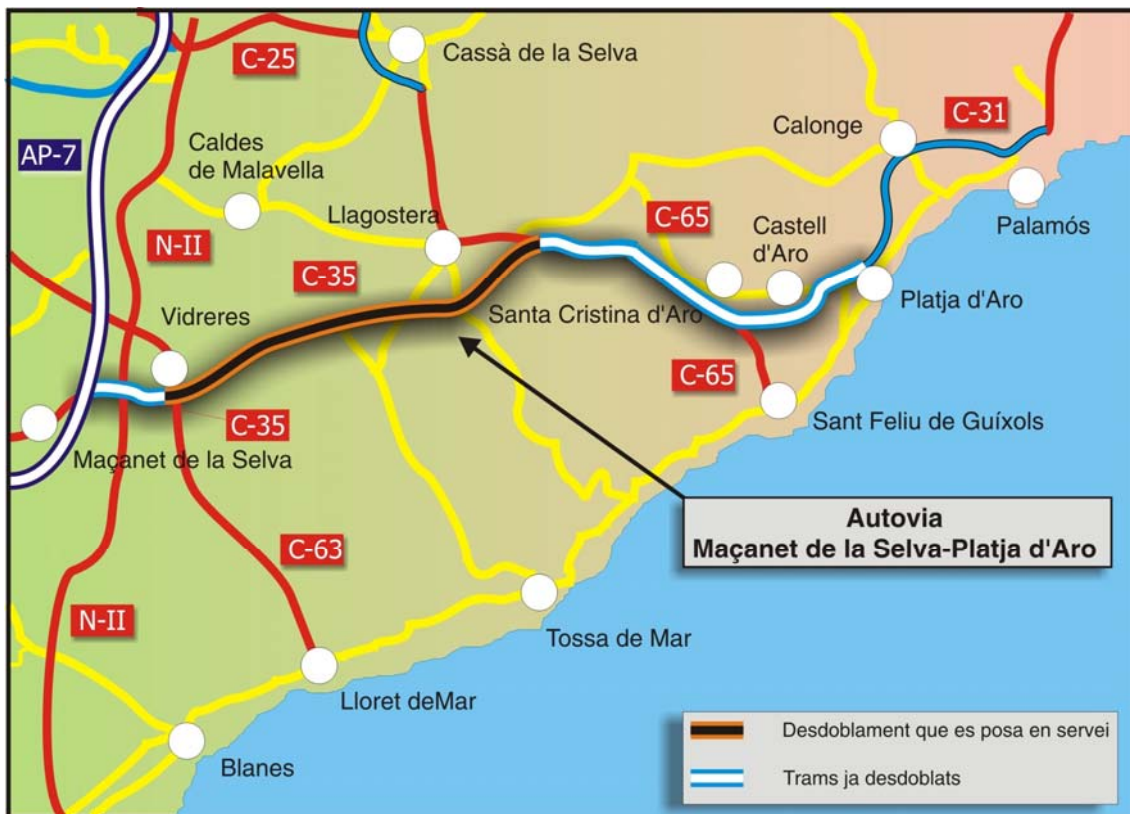 C-25
Cassà de la Selva
C-31
Calonge
AP-7
Caldes
de Malavella
Llagostera
C-65
Castell
d'Aro
Palamós
N-II
C-35
Santa Cristina d'Aro
Platja d'Aro
Vidreres
C-65
C-35
Sant Feliu de Guíxols
Maçanet de la Selva
Autovia
Maçanet de la Selva-Platja d'Aro
C-63
N-II
Tossa de Mar
Lloret deMar
Blanes
Desdoblament que es posa en servei
Trams ja desdoblats